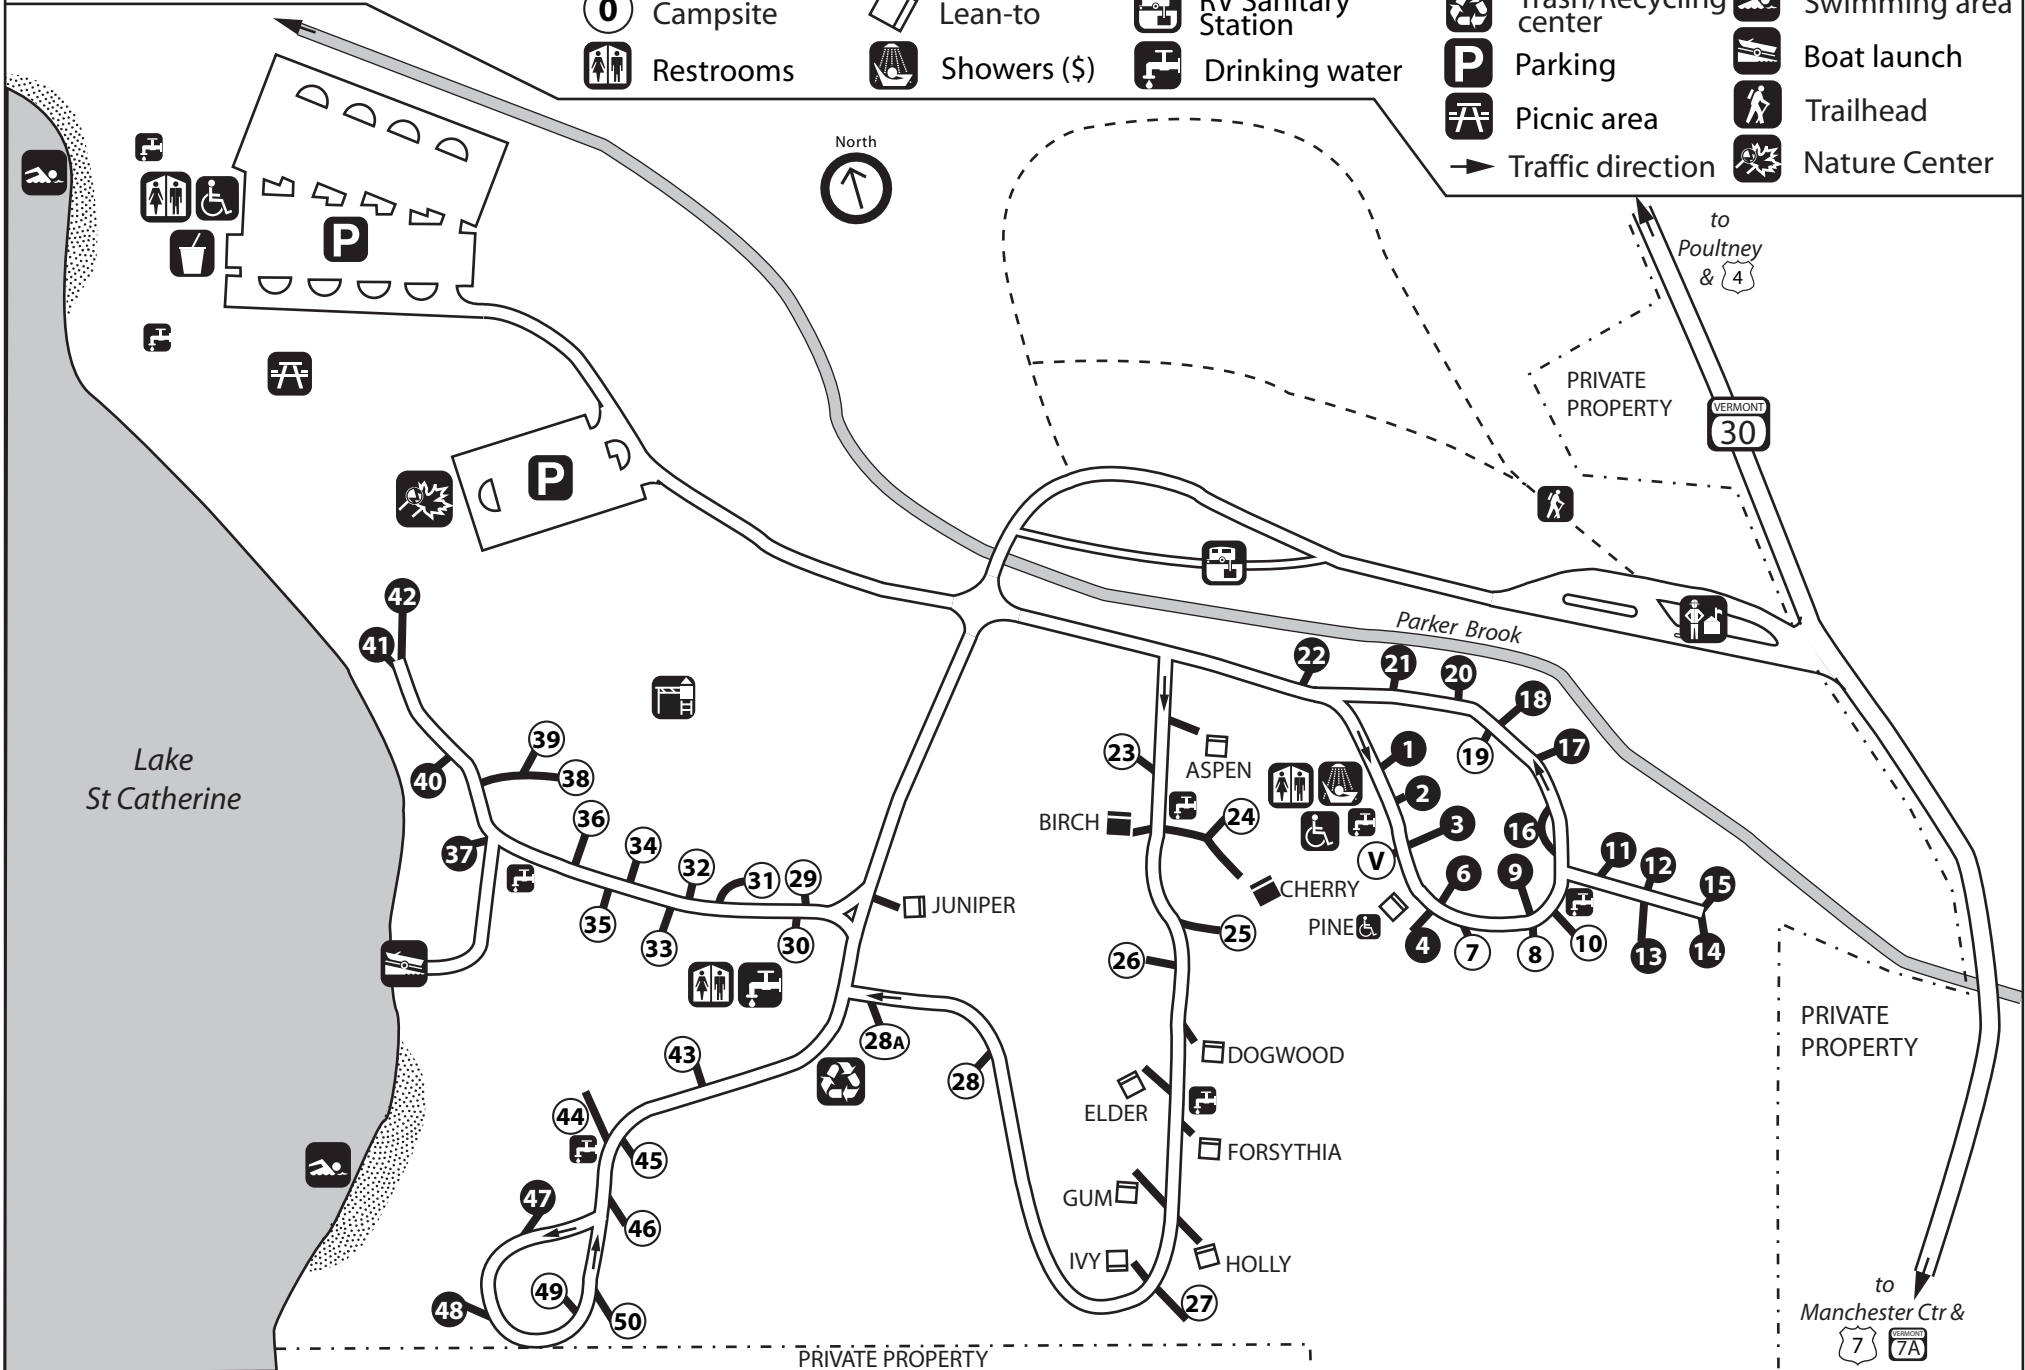 0 Campsite
Lean-to
RV Sanitary
Station
Trash/Recycling
center
Swimming area
Restrooms
Showers ($)
Drinking water
P Parking
Boat launch
Picnic area
Trailhead
Traffic direction
Nature Center
North
to
Poultney
& 4
P
PRIVATE
PROPERTY
VERMONT
30
P
Parker Brook
42
41
40
39
38
37
36
35
34
33
32
31
29
30
Lake
St Catherine
JUNIPER
22
21
20
18
19
17
1
2
3
V
16
6
9
4
7
8
10
11
12
15
13
14
23
ASPEN
BIRCH
24
CHERRY
PINE
25
26
28A
28
DOGWOOD
ELDER
FORSYTHIA
GUM
HOLLY
IVY
27
43
44
45
46
47
48
49
50
PRIVATE
PROPERTY
to
Manchester Ctr &
7
VERMONT
7A
PRIVATE PROPERTY